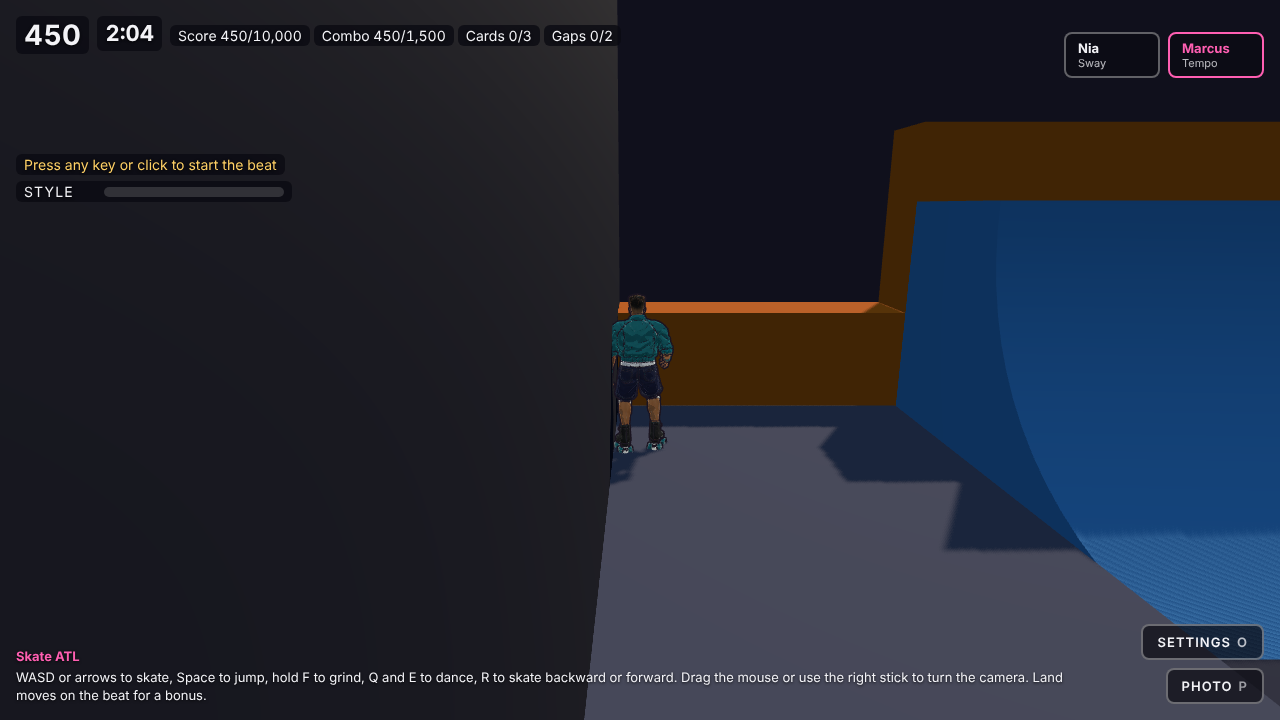 450
2:04
Score 450/10,000
Combo 450/1,500
Cards 0/3
Gaps 0/2
Nia
Sway
Marcus
Tempo
Press any key or click to start the beat
STYLE
SETTINGS O
PHOTO P
Skate ATL
WASD or arrows to skate, Space to jump, hold F to grind, Q and E to dance, R to skate backward or forward. Drag the mouse or use the right stick to turn the camera. Land
moves on the beat for a bonus.